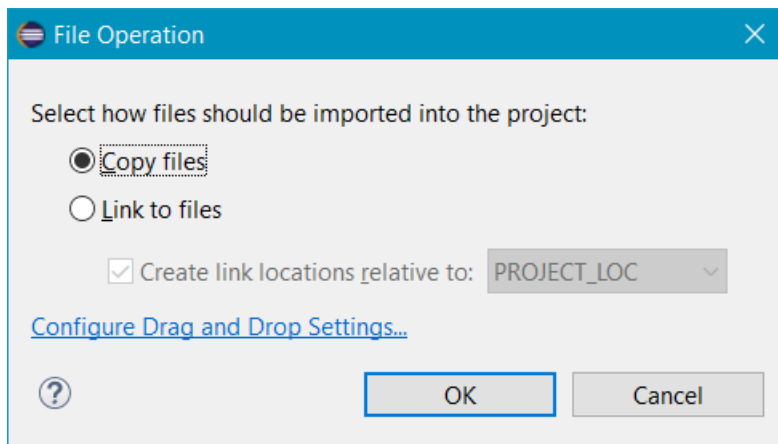 File Operation
Select how files should be imported into the project:
Copy files
Link to files
Create link locations relative to: PROJECT_LOC
Configure Drag and Drop Settings...
? OK Cancel